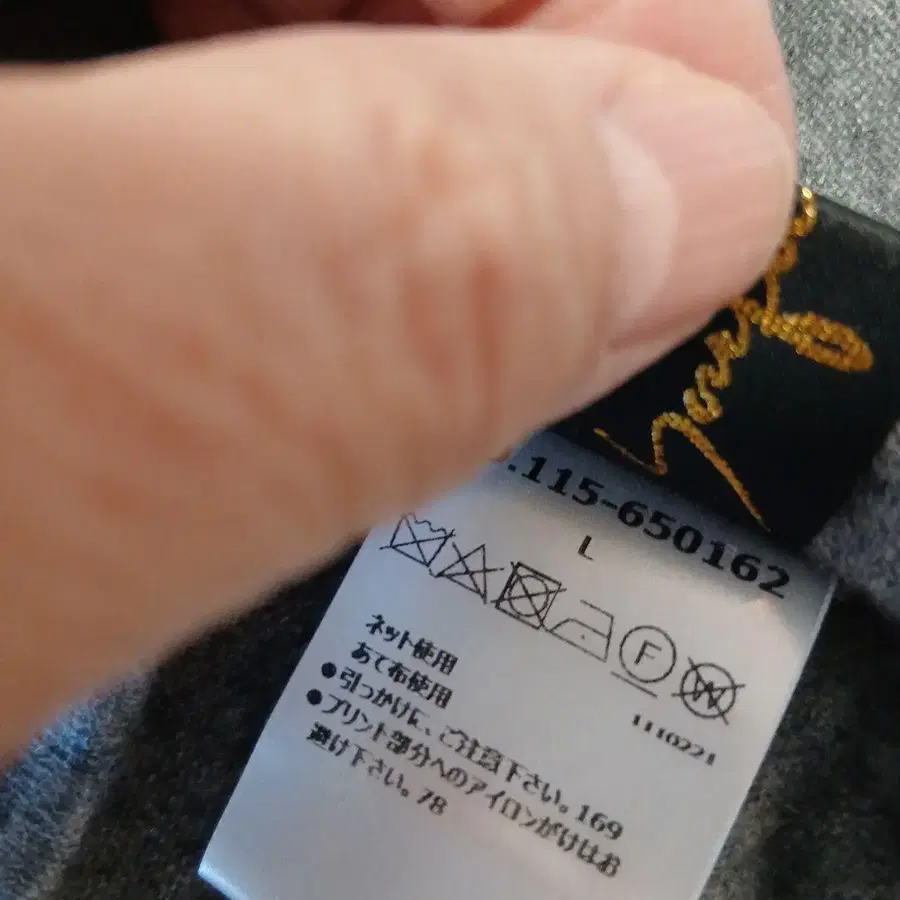 .115-650162
L
F
W
1110221
ネット使用
あて布使用
●引っかけに、ご注意下さい。169
●プリント部分へのアイロンがけはお
避け下さい。78